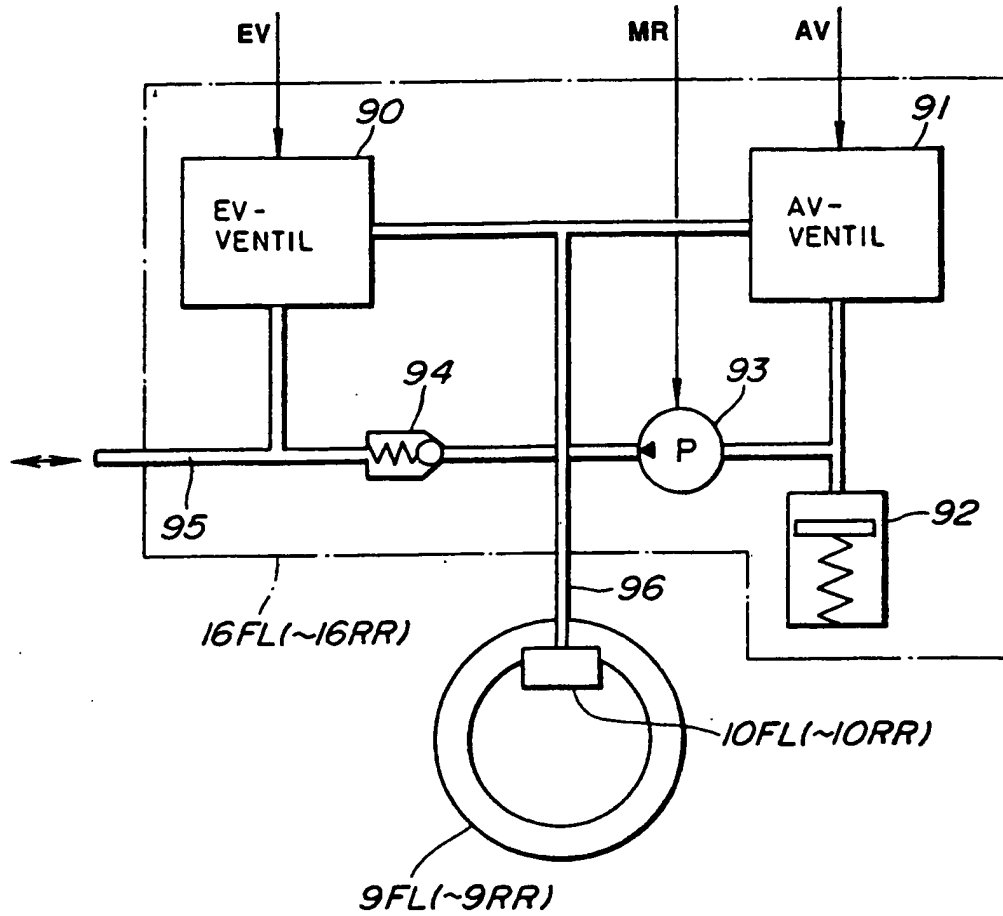 EV
MR
AV
90
91
EV-
VENTIL
AV-
VENTIL
94
93
P
95
92
96
16FL(~16RR)
10FL(~10RR)
9FL(~9RR)